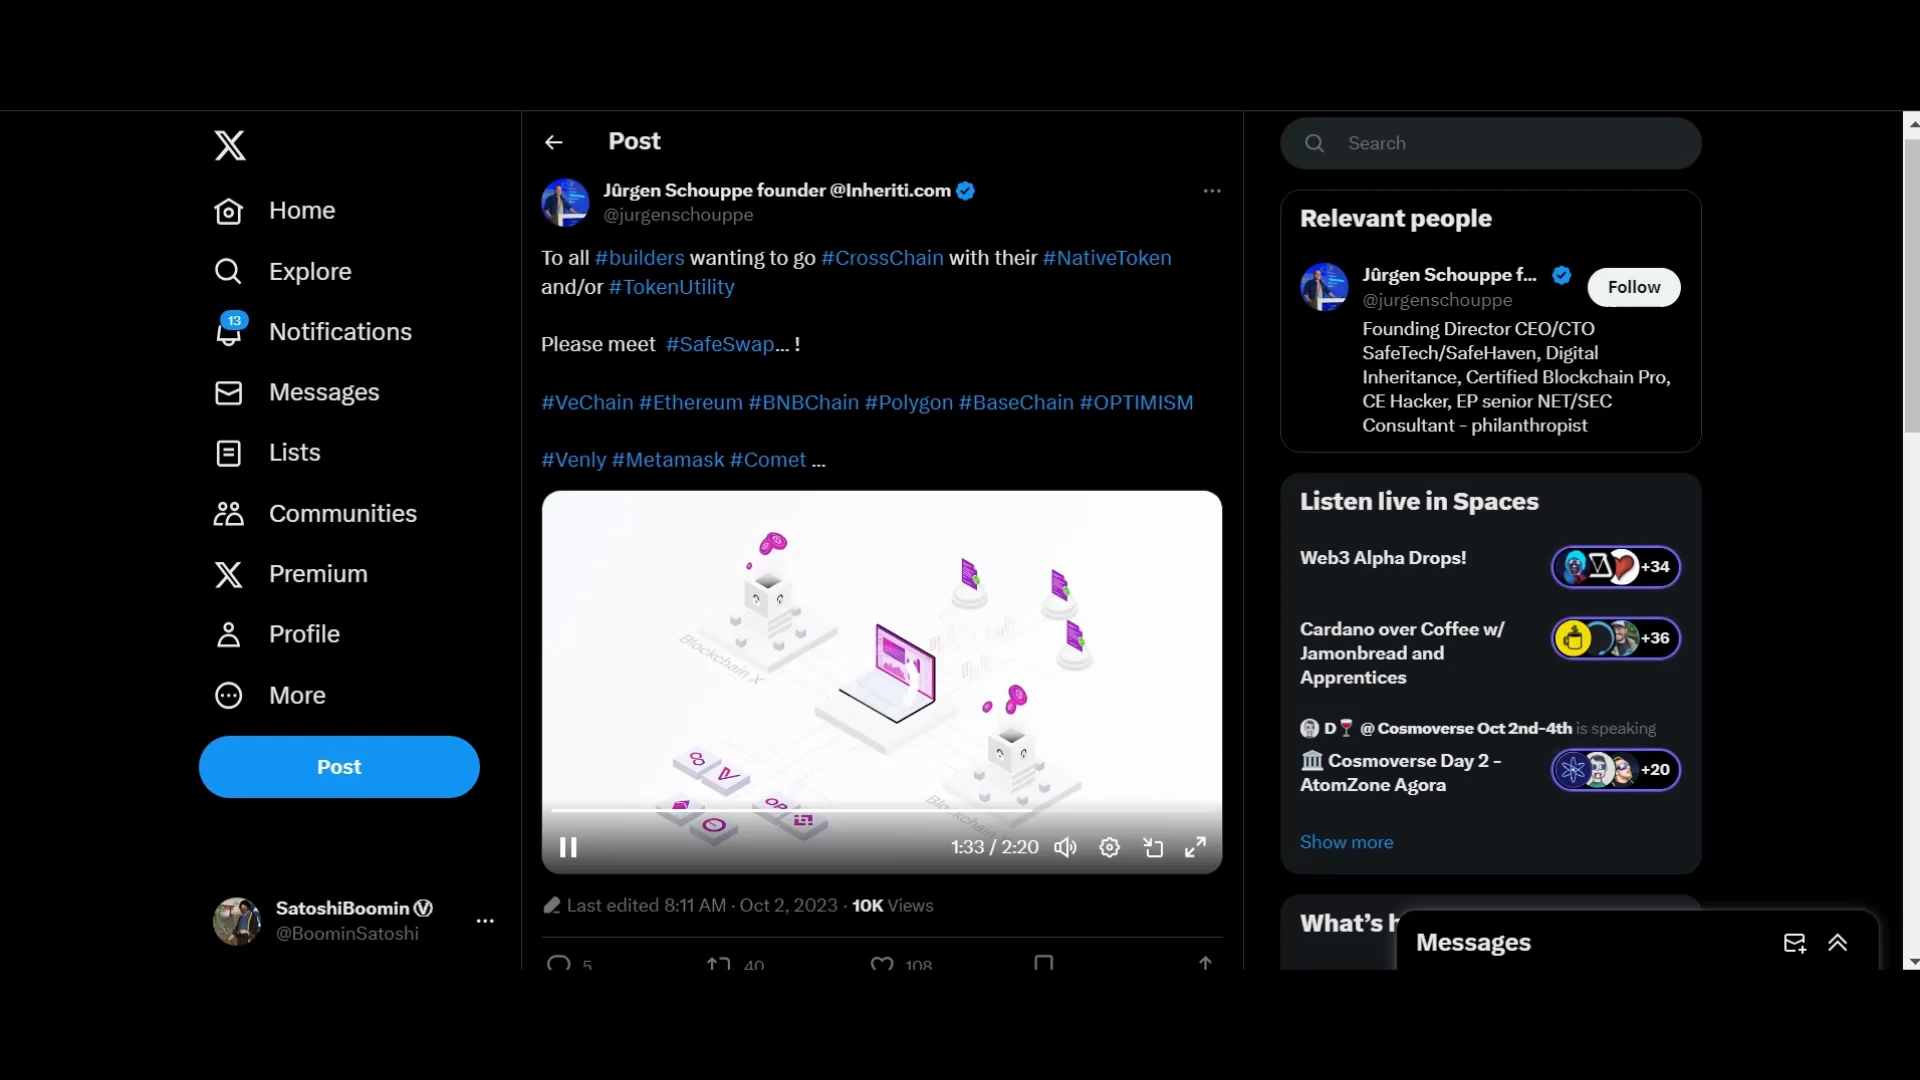 Post
Search
Jûrgen Schouppe founder @Inheriti.com
@jurgenschouppe
To all #builders wanting to go #CrossChain with their #NativeToken
and/or #TokenUtility
Please meet #SafeSwap... !
#VeChain #Ethereum #BNBChain #Polygon #BaseChain #OPTIMISM
#Venly #Metamask #Comet ...
Blockchain X
1:33 / 2:20
Last edited 8:11 AM · Oct 2, 2023 · 10K Views
5
40
108
Home
Explore
13
Notifications
Messages
Lists
Communities
Premium
Profile
More
Post
SatoshiBoomin
@BoominSatoshi
Relevant people
Jûrgen Schouppe f...
@jurgenschouppe
Follow
Founding Director CEO/CTO
SafeTech/SafeHaven, Digital
Inheritance, Certified Blockchain Pro,
CE Hacker, EP senior NET/SEC
Consultant - philanthropist
Listen live in Spaces
Web3 Alpha Drops!
+34
Cardano over Coffee w/
Jamonbread and
Apprentices
+36
D @ Cosmoverse Oct 2nd-4th is speaking
Cosmoverse Day 2 -
AtomZone Agora
+20
Show more
What's h
Messages